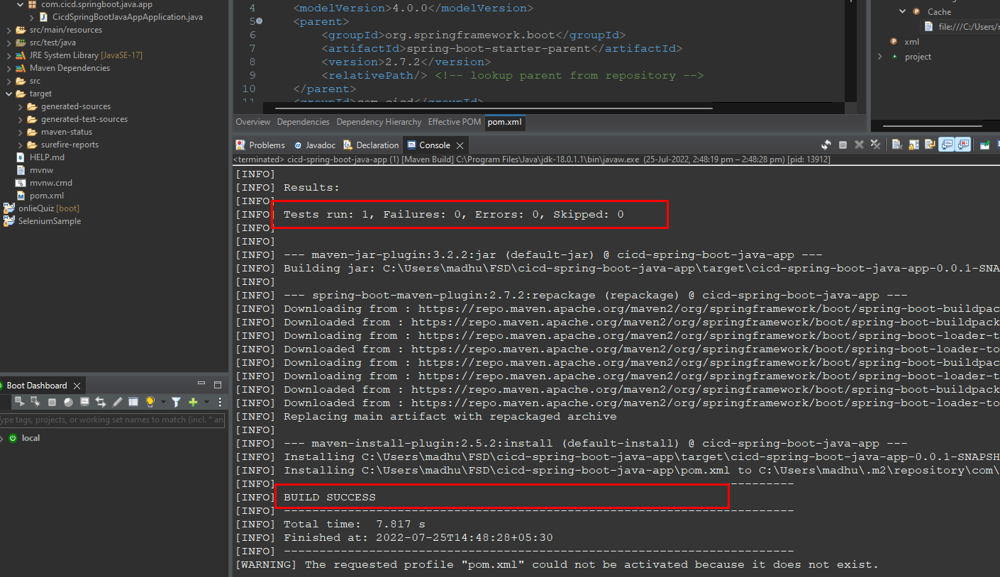 com.cicd.springboot.java.app
CicdSpringBootJavaAppApplication.java
src/main/resources
src/test/java
JRE System Library [JavaSE-17]
Maven Dependencies
src
target
generated-sources
generated-test-sources
maven-status
surefire-reports
HELP.md
mvnw
mvnw.cmd
pom.xml
onlieQuiz [boot]
SeleniumSample
4 <modelVersion>4.0.0</modelVersion>
5 <parent>
6 <groupId>org.springframework.boot</groupId>
7 <artifactId>spring-boot-starter-parent</artifactId>
8 <version>2.7.2</version>
9 <relativePath/> <!-- lookup parent from repository -->
10 </parent>
11 <groupId>com.cicd</groupId>
Cache
file:///C:/Users/
xml
project
Overview Dependencies Dependency Hierarchy Effective POM pom.xml
Problems Javadoc Declaration Console
<terminated> cicd-spring-boot-java-app (1) [Maven Build] C:\Program Files\Java\jdk-18.0.1.1\bin\javaw.exe (25-Jul-2022, 2:48:19 pm – 2:48:28 pm) [pid: 13912]
[INFO]
[INFO] Results:
[INFO]
[INFO] Tests run: 1, Failures: 0, Errors: 0, Skipped: 0
[INFO]
[INFO]
[INFO] --- maven-jar-plugin:3.2.2:jar (default-jar) @ cicd-spring-boot-java-app ---
[INFO] Building jar: C:\Users\madhu\FSD\cicd-spring-boot-java-app\target\cicd-spring-boot-java-app-0.0.1-SNAP
[INFO]
[INFO] --- spring-boot-maven-plugin:2.7.2:repackage (repackage) @ cicd-spring-boot-java-app ---
[INFO] Downloading from : https://repo.maven.apache.org/maven2/org/springframework/boot/spring-boot-buildpac
[INFO] Downloaded from : https://repo.maven.apache.org/maven2/org/springframework/boot/spring-boot-buildpack
[INFO] Downloading from : https://repo.maven.apache.org/maven2/org/springframework/boot/spring-boot-loader-t
[INFO] Downloaded from : https://repo.maven.apache.org/maven2/org/springframework/boot/spring-boot-loader-to
[INFO] Downloading from : https://repo.maven.apache.org/maven2/org/springframework/boot/spring-boot-buildpac
[INFO] Downloading from : https://repo.maven.apache.org/maven2/org/springframework/boot/spring-boot-loader-t
[INFO] Downloaded from : https://repo.maven.apache.org/maven2/org/springframework/boot/spring-boot-buildpack
[INFO] Downloaded from : https://repo.maven.apache.org/maven2/org/springframework/boot/spring-boot-loader-to
[INFO] Replacing main artifact with repackaged archive
[INFO]
[INFO] --- maven-install-plugin:2.5.2:install (default-install) @ cicd-spring-boot-java-app ---
[INFO] Installing C:\Users\madhu\FSD\cicd-spring-boot-java-app\target\cicd-spring-boot-java-app-0.0.1-SNAPSH
[INFO] Installing C:\Users\madhu\FSD\cicd-spring-boot-java-app\pom.xml to C:\Users\madhu\.m2\repository\com\
[INFO] ------------------------------------------------------------------------
[INFO] BUILD SUCCESS
[INFO] ------------------------------------------------------------------------
[INFO] Total time:  7.817 s
[INFO] Finished at: 2022-07-25T14:48:28+05:30
[INFO] ------------------------------------------------------------------------
[WARNING] The requested profile "pom.xml" could not be activated because it does not exist.
Boot Dashboard
ype tags, projects, or working set names to match (incl. * an
local